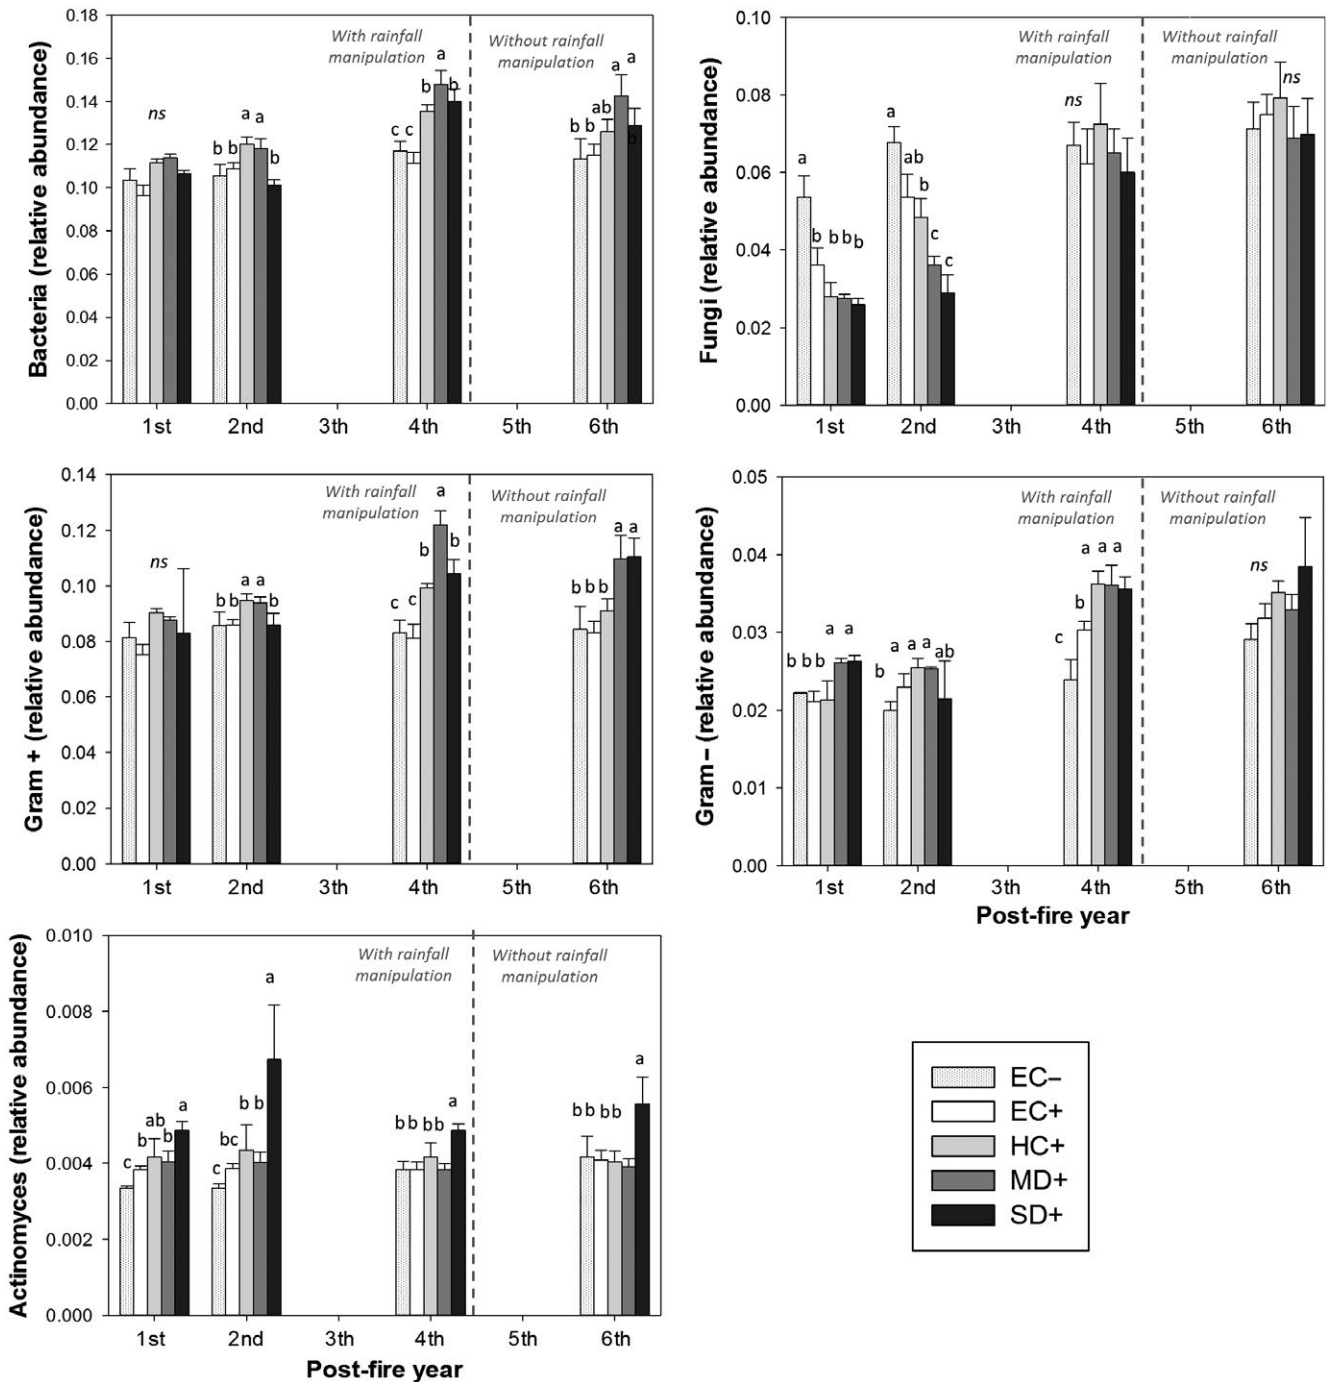 Bacteria (relative abundance)
0.18
0.16
0.14
0.12
0.10
0.08
0.06
0.04
0.02
0.00
With rainfall
manipulation
Without rainfall
manipulation
ns
b b a a b
c c b a b
b b ab a a
b
1st 2nd 3th 4th 5th 6th
Fungi (relative abundance)
0.10
0.08
0.06
0.04
0.02
0.00
With rainfall
manipulation
Without rainfall
manipulation
a b b b b
a ab b c c
ns
ns
1st 2nd 3th 4th 5th 6th
Gram + (relative abundance)
0.14
0.12
0.10
0.08
0.06
0.04
0.02
0.00
With rainfall
manipulation
Without rainfall
manipulation
ns
b b a a b
c c b a b
b b b a a
1st 2nd 3th 4th 5th 6th
Gram– (relative abundance)
0.05
0.04
0.03
0.02
0.01
0.00
With rainfall
manipulation
Without rainfall
manipulation
b b b a a
b a a a ab
c b a a a
ns
1st 2nd 3th 4th 5th 6th
Post-fire year
Actinomyces (relative abundance)
0.010
0.008
0.006
0.004
0.002
0.000
With rainfall
manipulation
Without rainfall
manipulation
c b ab b a
c bc b b a
b b b b a
b b b b a
1st 2nd 3th 4th 5th 6th
Post-fire year
EC–
EC+
HC+
MD+
SD+